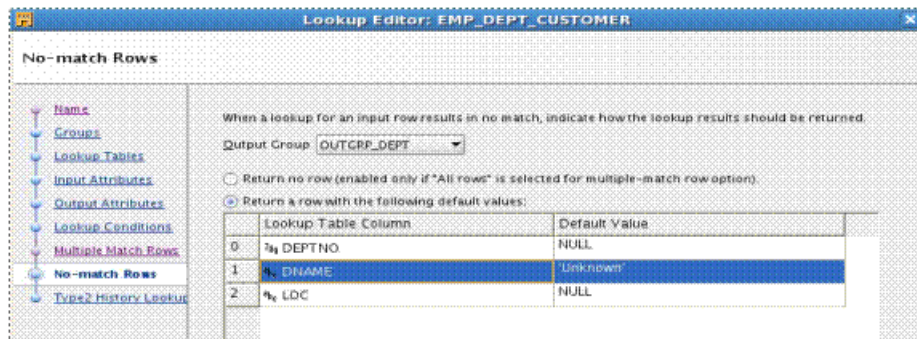 Lookup Editor: EMP_DEPT_CUSTOMER
No-match Rows
Name
Groups
Lookup Tables
Input Attributes
Output Attributes
Lookup Conditions
Multiple Match Rows
No-match Rows
Type2 History Lookup
When a lookup for an input row results in no match, indicate how the lookup results should be returned.
Output Group OUTGRP_DEPT
Return no row (enabled only if "All rows" is selected for multiple-match row option).
Return a row with the following default values:
Lookup Table Column Default Value
0 789 DEPTNO NULL
1 DNAME 'Unknown'
2 LOC NULL